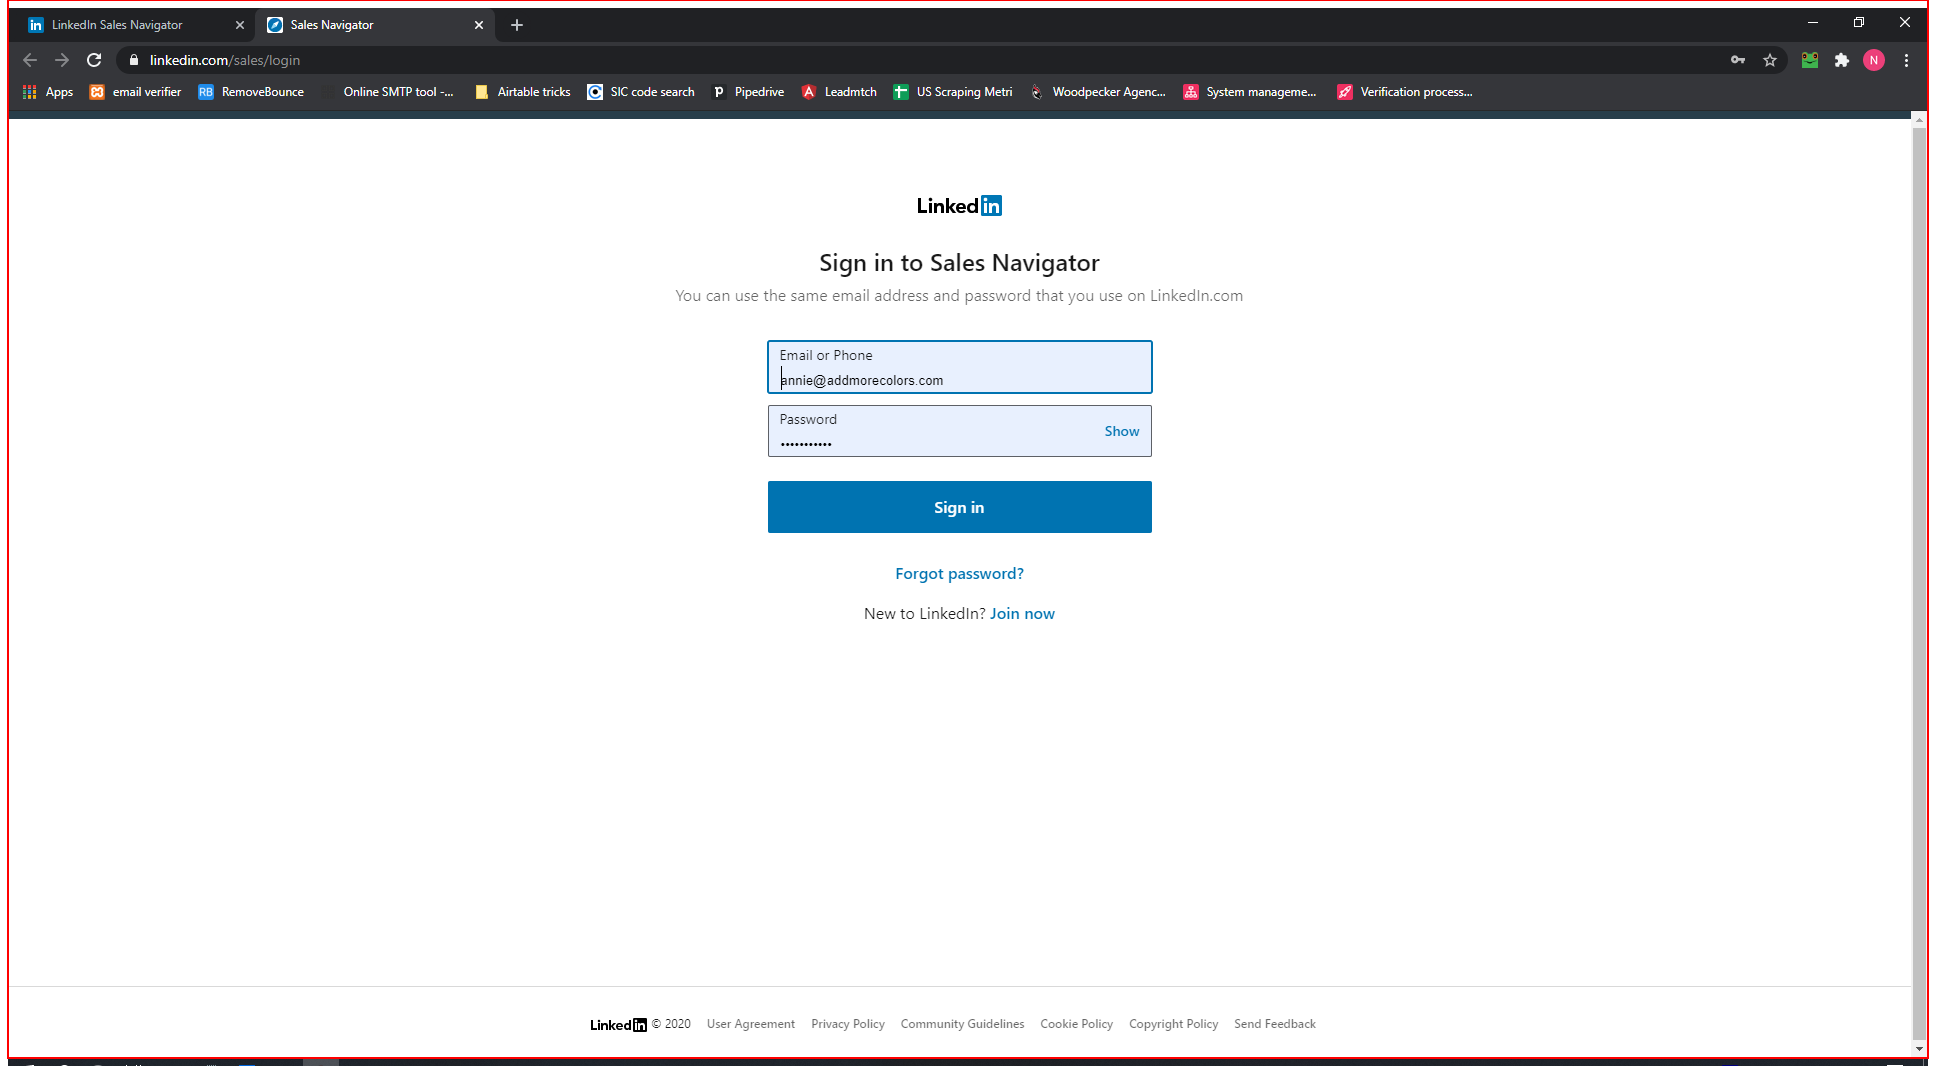 LinkedIn Sales Navigator
Sales Navigator
linkedin.com/sales/login
N
Apps
email verifier
RB RemoveBounce
Online SMTP tool -...
Airtable tricks
SIC code search
Pipedrive
Leadmtch
US Scraping Metri
Woodpecker Agenc...
System manageme...
Verification process...
Linked in
Sign in to Sales Navigator
You can use the same email address and password that you use on LinkedIn.com
Email or Phone
annie@addmorecolors.com
Password
•••••••••••
Show
Sign in
Forgot password?
New to LinkedIn? Join now
Linked in © 2020 User Agreement Privacy Policy Community Guidelines Cookie Policy Copyright Policy Send Feedback